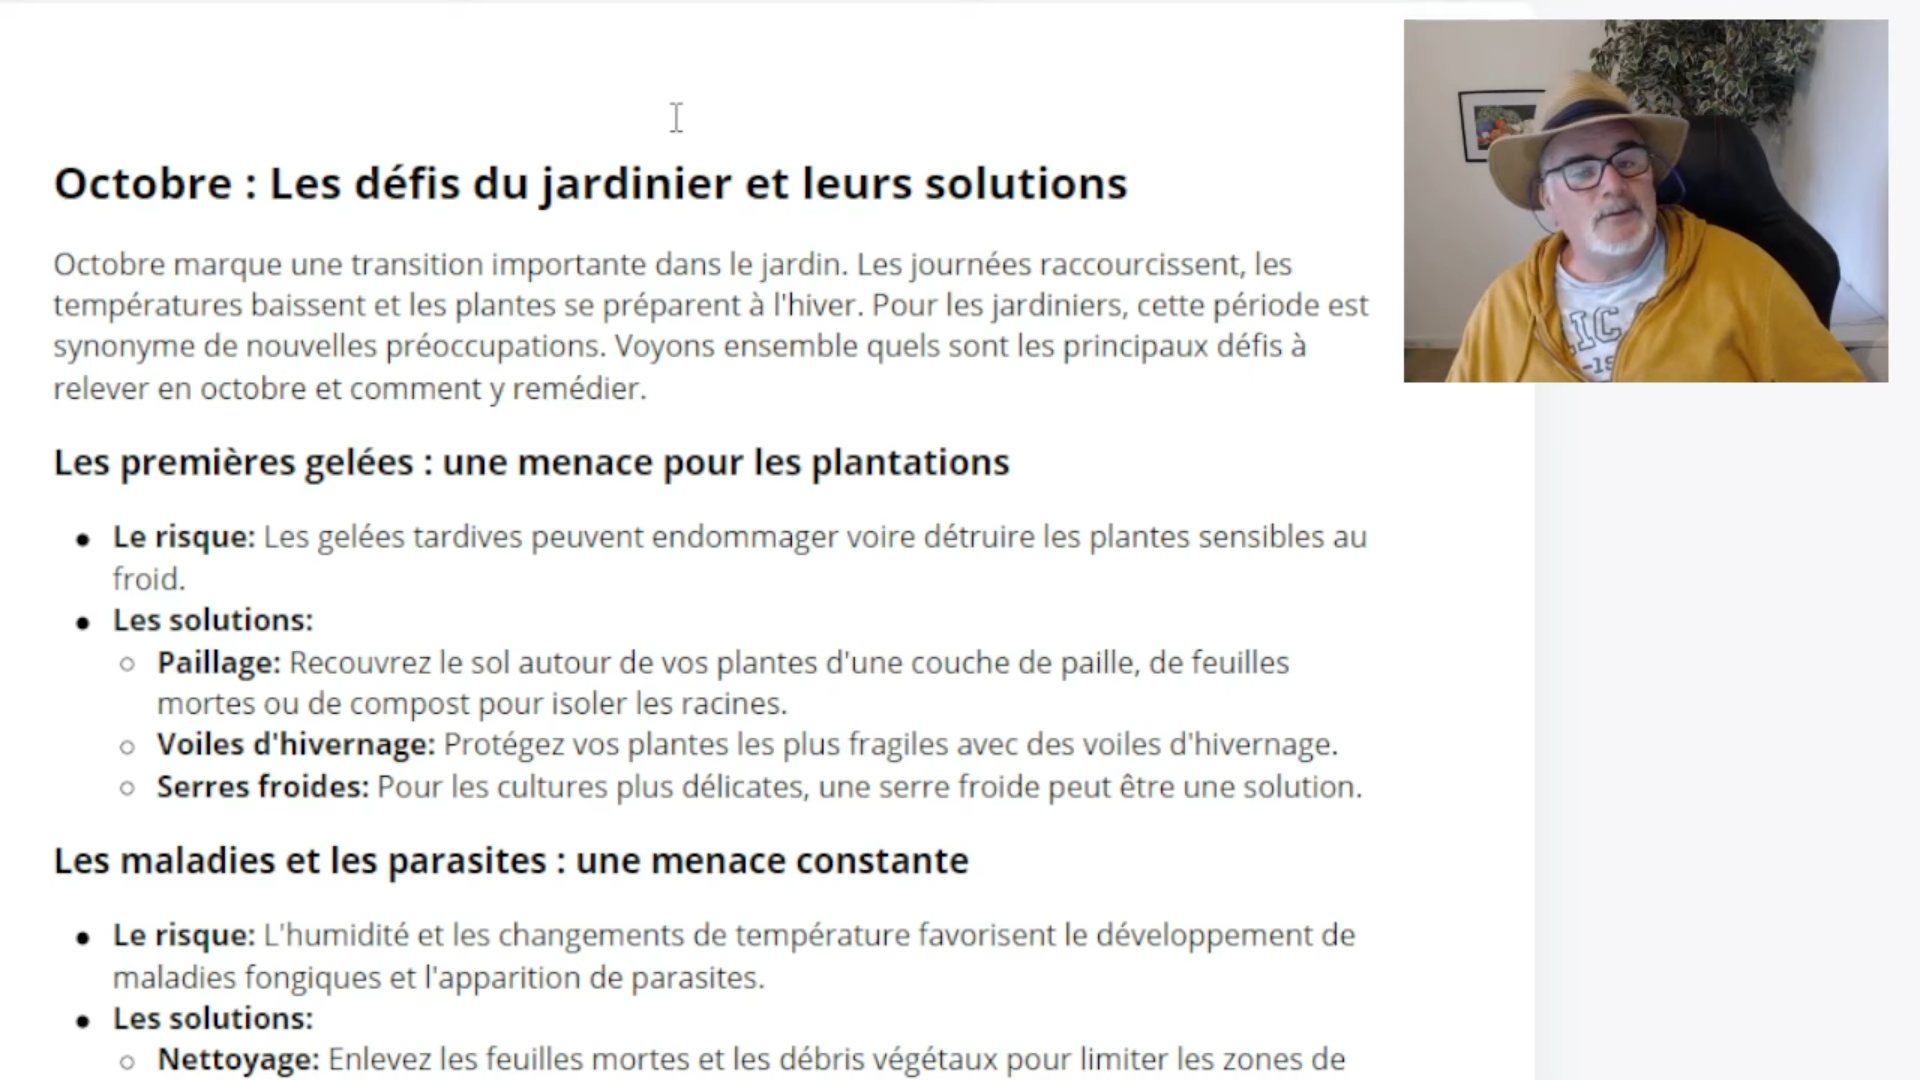 Octobre : Les défis du jardinier et leurs solutions
Octobre marque une transition importante dans le jardin. Les journées raccourcissent, les
températures baissent et les plantes se préparent à l'hiver. Pour les jardiniers, cette période est
synonyme de nouvelles préoccupations. Voyons ensemble quels sont les principaux défis à
relever en octobre et comment y remédier.
Les premières gelées : une menace pour les plantations
● Le risque: Les gelées tardives peuvent endommager voire détruire les plantes sensibles au
froid.
● Les solutions:
○ Paillage: Recouvrez le sol autour de vos plantes d'une couche de paille, de feuilles
mortes ou de compost pour isoler les racines.
○ Voiles d'hivernage: Protégez vos plantes les plus fragiles avec des voiles d'hivernage.
○ Serres froides: Pour les cultures plus délicates, une serre froide peut être une solution.
Les maladies et les parasites : une menace constante
● Le risque: L'humidité et les changements de température favorisent le développement de
maladies fongiques et l'apparition de parasites.
● Les solutions:
○ Nettoyage: Enlevez les feuilles mortes et les débris végétaux pour limiter les zones de